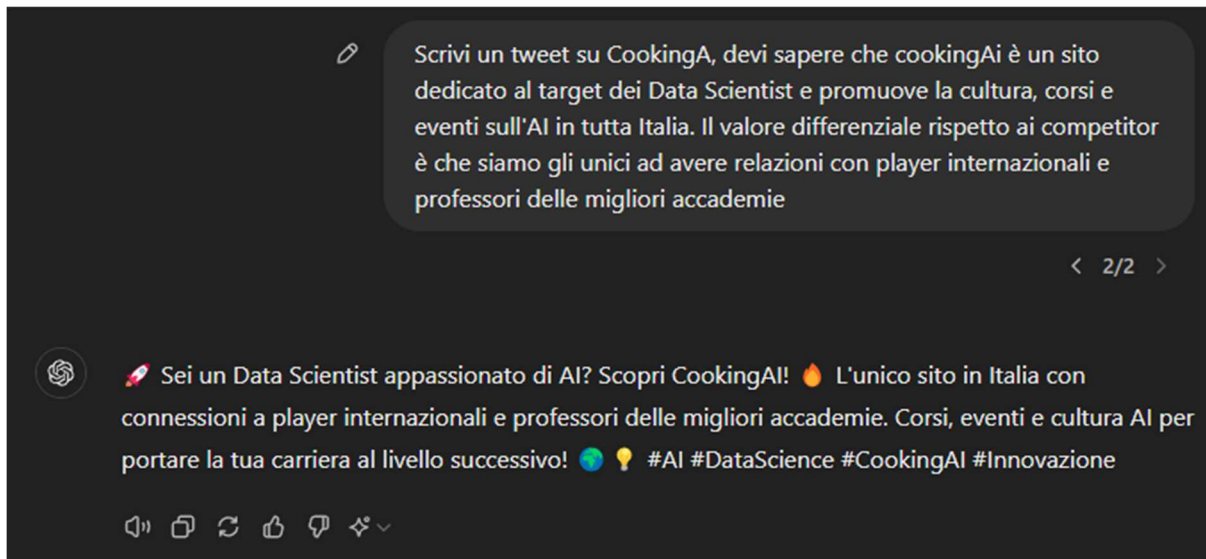 Scrivi un tweet su CookingA, devi sapere che cookingAi è un sito
dedicato al target dei Data Scientist e promuove la cultura, corsi e
eventi sull'AI in tutta Italia. Il valore differenziale rispetto ai competitor
è che siamo gli unici ad avere relazioni con player internazionali e
professori delle migliori accademie
< 2/2 >
🚀 Sei un Data Scientist appassionato di AI? Scopri CookingAI! 🔥 L'unico sito in Italia con
connessioni a player internazionali e professori delle migliori accademie. Corsi, eventi e cultura AI per
portare la tua carriera al livello successivo! 🌍 💡 #AI #DataScience #CookingAI #Innovazione